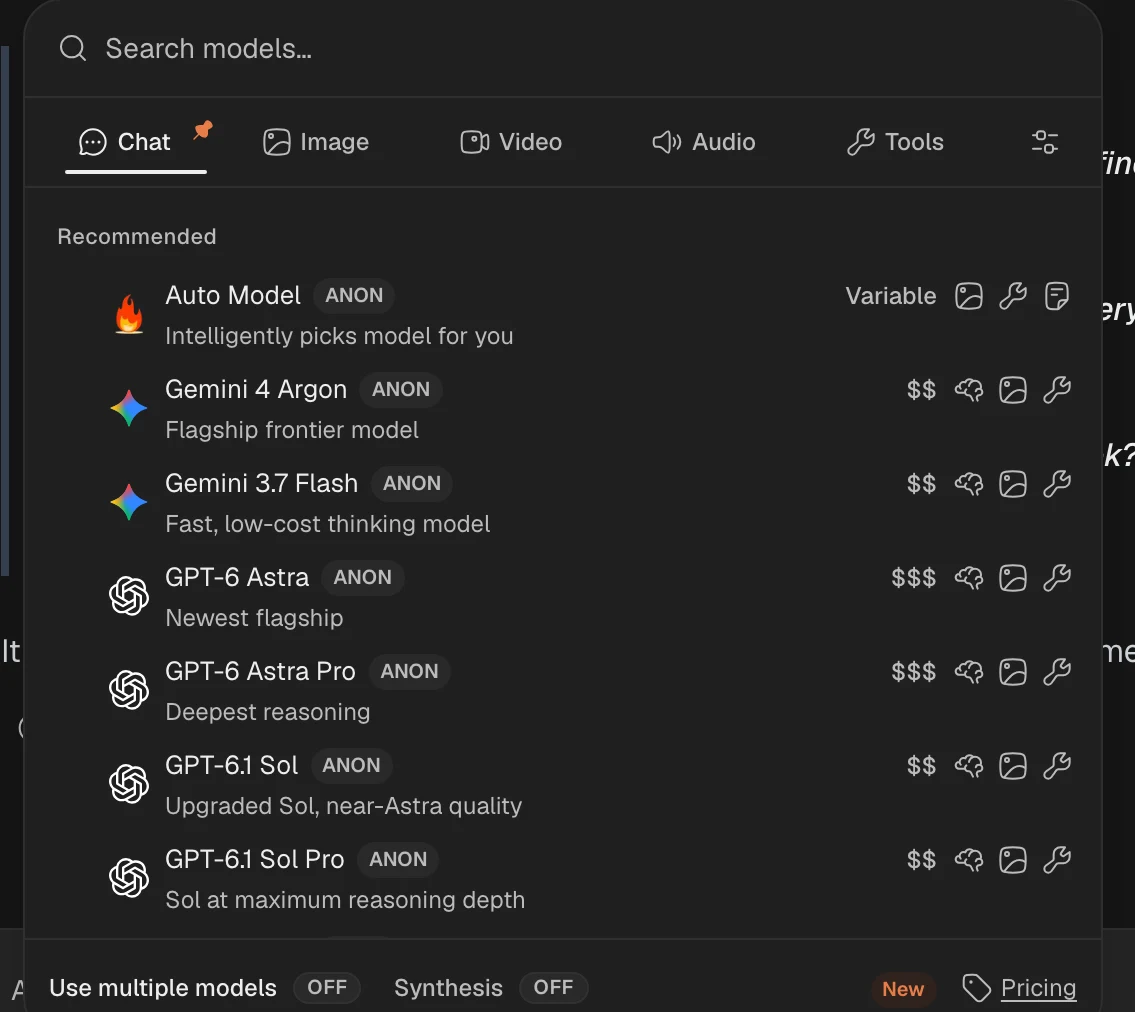 Search models...
Chat Image Video Audio Tools
Recommended
Auto Model ANON Variable
Intelligently picks model for you
Gemini 4 Argon ANON $$
Flagship frontier model
Gemini 3.7 Flash ANON $$
Fast, low-cost thinking model
GPT-6 Astra ANON $$$
Newest flagship
It
GPT-6 Astra Pro ANON $$$
Deepest reasoning
GPT-6.1 Sol ANON $$
Upgraded Sol, near-Astra quality
GPT-6.1 Sol Pro ANON $$
Sol at maximum reasoning depth
Use multiple models OFF Synthesis OFF New Pricing